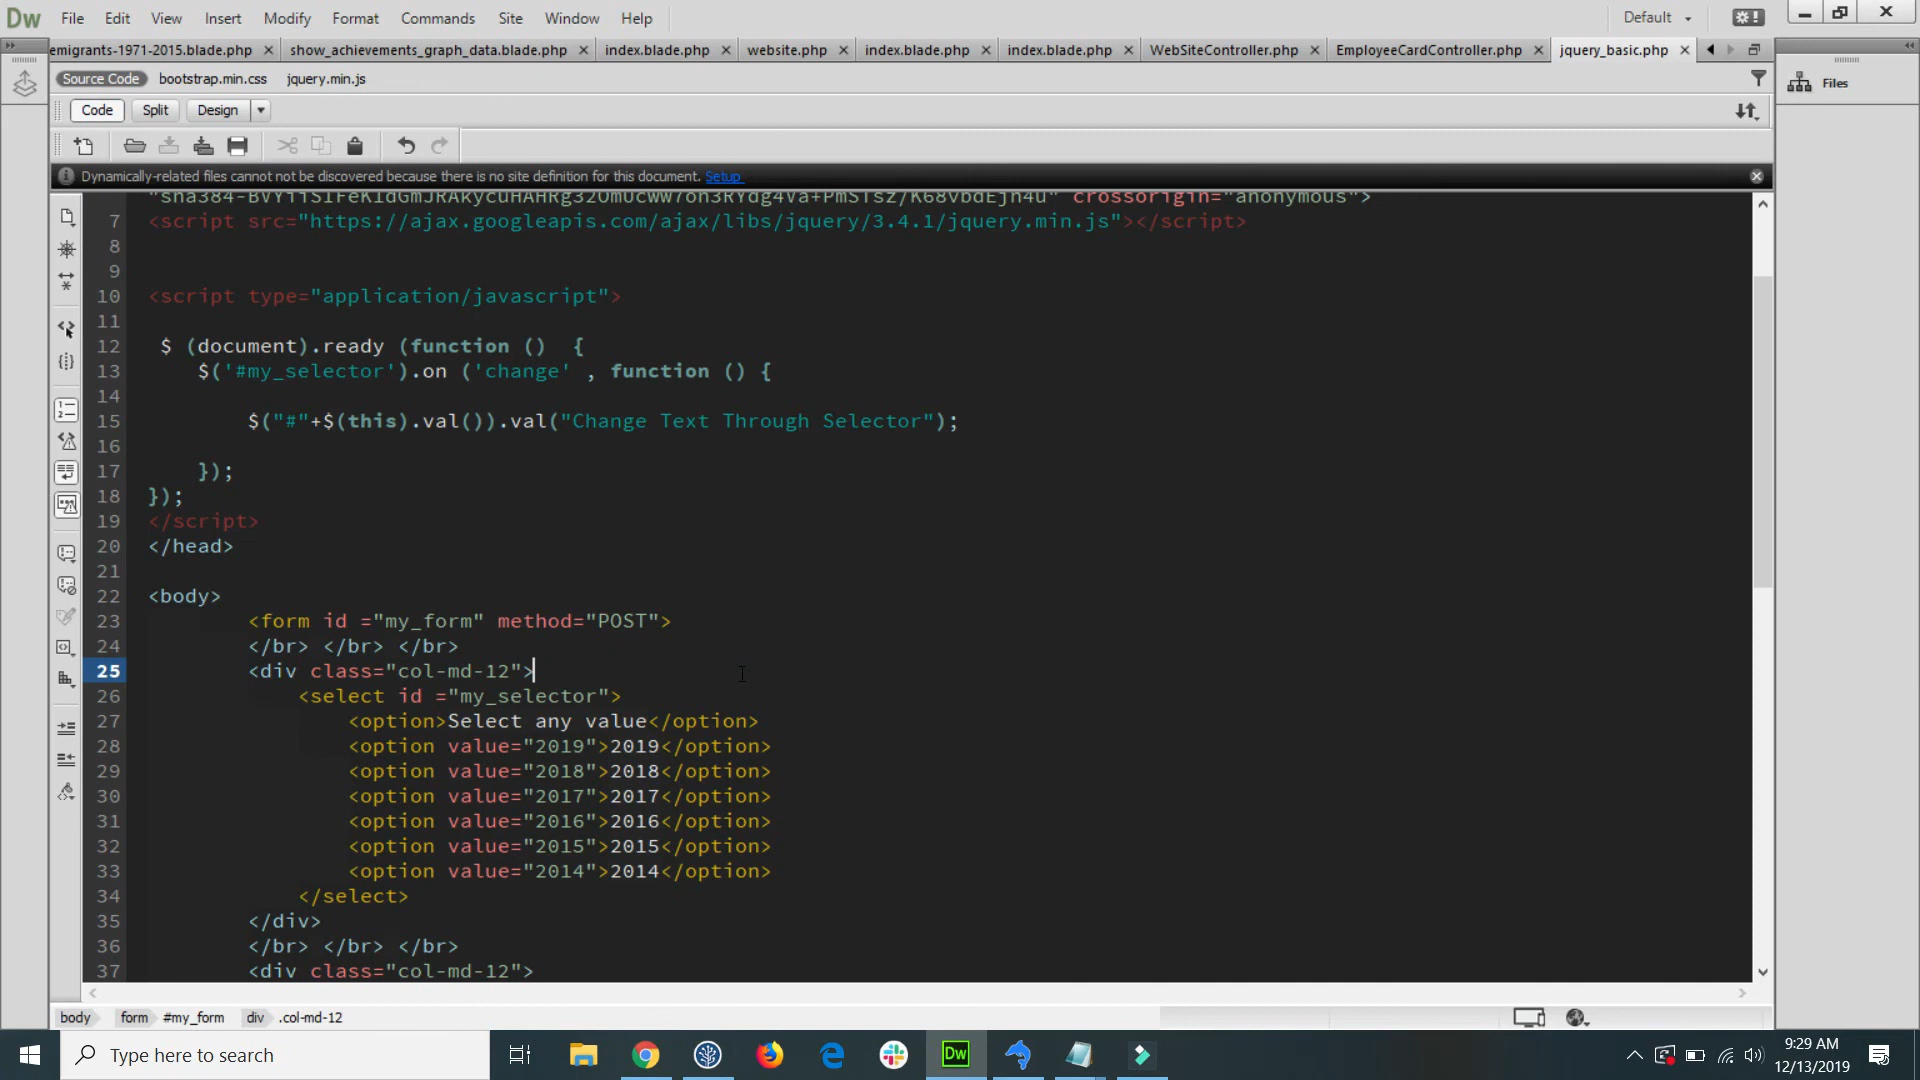 Dw File Edit View Insert Modify Format Commands Site Window Help Default
emigrants-1971-2015.blade.php show_achievements_graph_data.blade.php index.blade.php website.php index.blade.php index.blade.php WebSiteController.php EmployeeCardController.php jquery_basic.php
Source Code bootstrap.min.css jquery.min.js
Files
Code Split Design
Dynamically-related files cannot not be discovered because there is no site definition for this document. Setup
crossorigin="anonymous">
7 <script src="https://ajax.googleapis.com/ajax/libs/jquery/3.4.1/jquery.min.js"></script>
8
9
10 <script type="application/javascript">
11
12 $ (document).ready (function ()  {
13 $('#my_selector').on ('change' , function () {
14
15 $("#"+$(this).val()).val("Change Text Through Selector");
16
17 });
18 });
19 </script>
20 </head>
21
22 <body>
23 <form id ="my_form" method="POST">
24 </br> </br> </br>
25 <div class="col-md-12">
26 <select id ="my_selector">
27 <option>Select any value</option>
28 <option value="2019">2019</option>
29 <option value="2018">2018</option>
30 <option value="2017">2017</option>
31 <option value="2016">2016</option>
32 <option value="2015">2015</option>
33 <option value="2014">2014</option>
34 </select>
35 </div>
36 </br> </br> </br>
37 <div class="col-md-12">
body form #my_form div .col-md-12
Type here to search
Dw
9:29 AM
12/13/2019